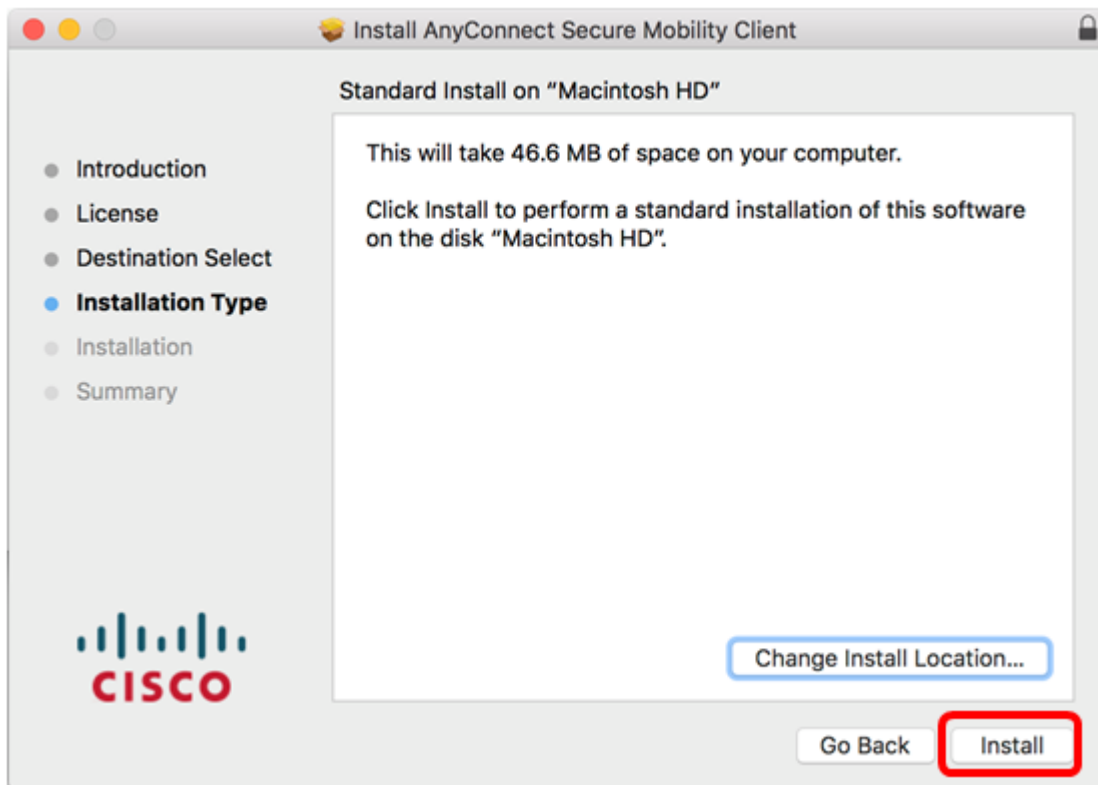 Install AnyConnect Secure Mobility Client
Standard Install on “Macintosh HD”
Introduction
License
Destination Select
Installation Type
Installation
Summary
This will take 46.6 MB of space on your computer.
Click Install to perform a standard installation of this software
on the disk “Macintosh HD”.
Change Install Location...
CISCO
Go Back
Install